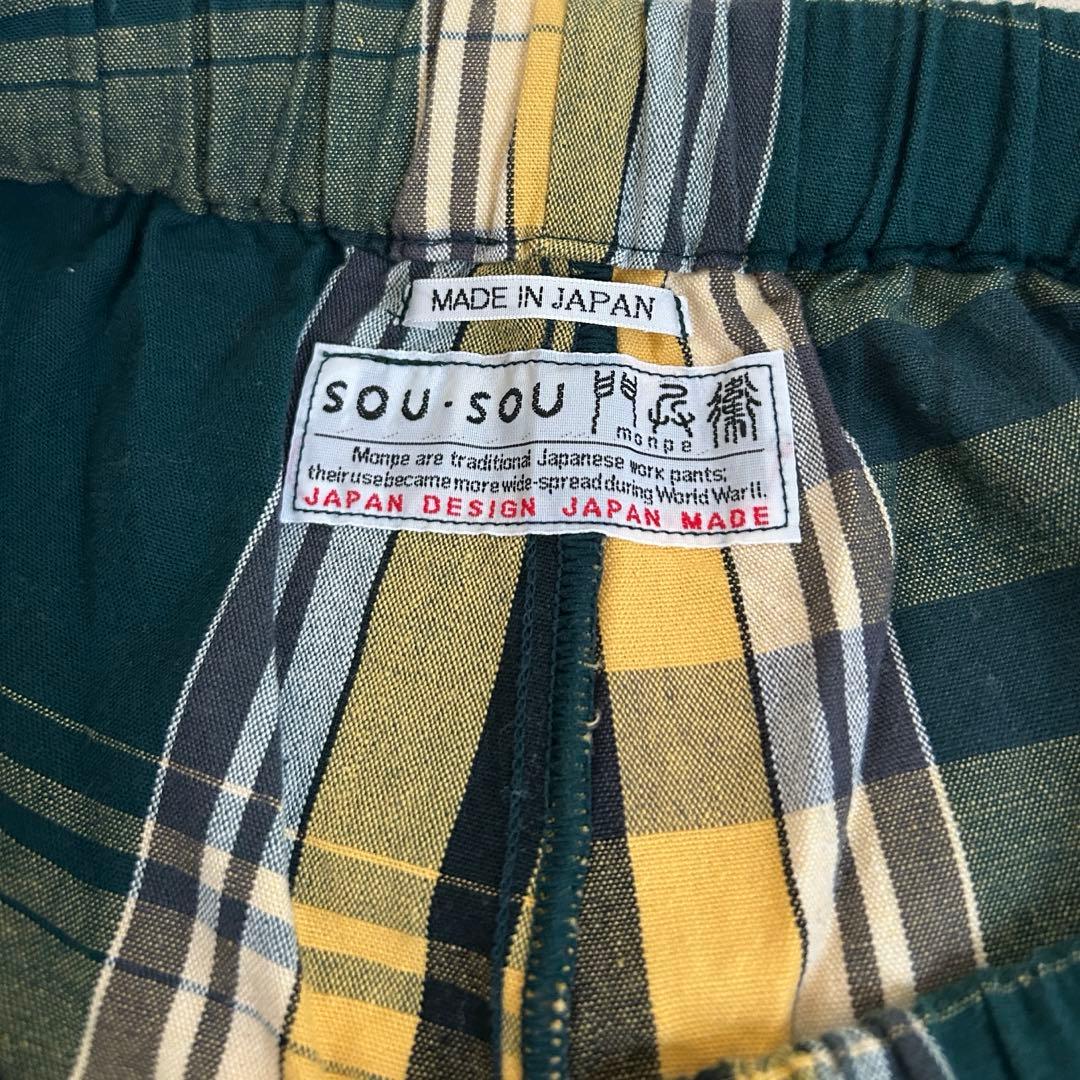 MADE IN JAPAN
SOU・SOU
monpe
Monpe are traditional Japanese work pants;
their use became more wide-spread during World War II.
JAPAN DESIGN JAPAN MADE